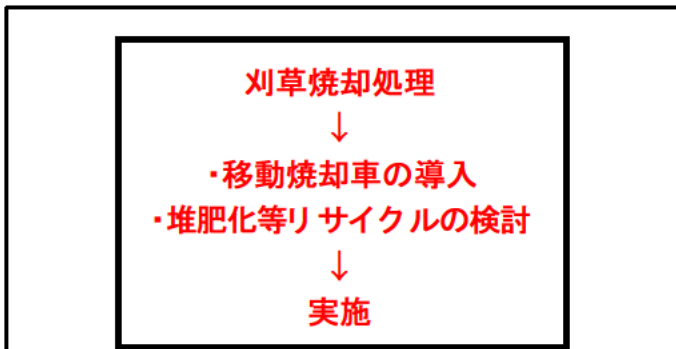 刈草焼却処理
↓
・移動焼却車の導入
・堆肥化等リサイクルの検討
↓
実施